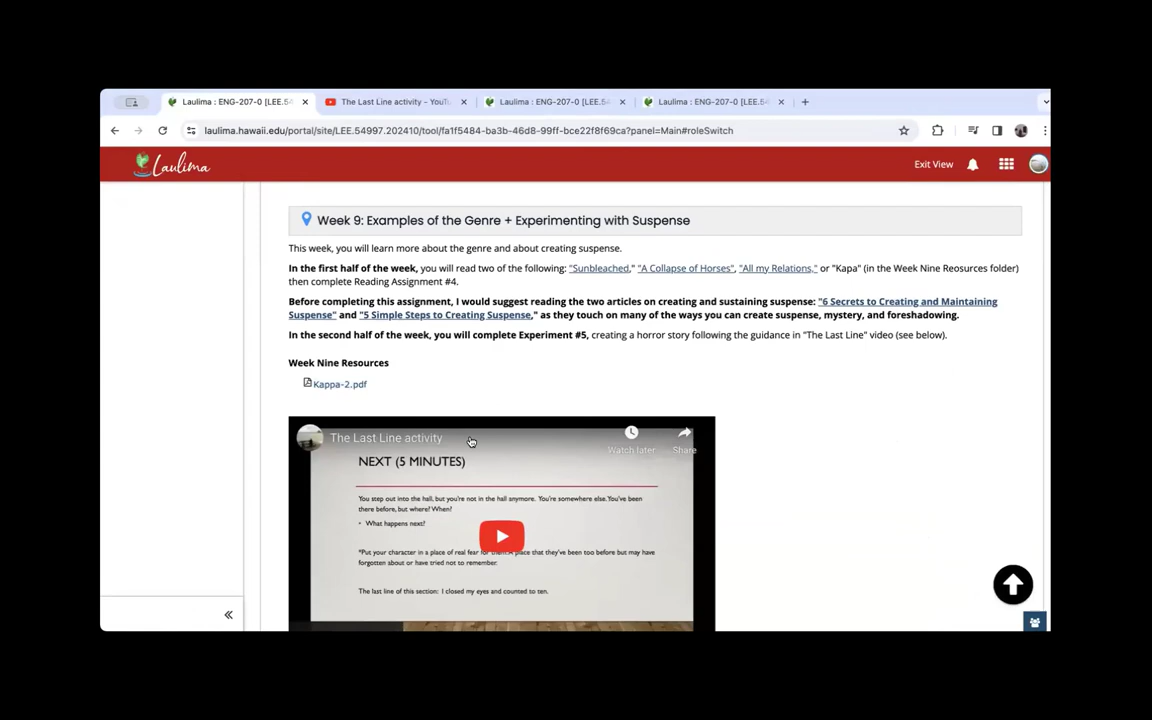 Laulima : ENG-207-0 [LEE.5
The Last Line activity - YouTu
Laulima : ENG-207-0 [LEE.5
Laulima : ENG-207-0 [LEE.5
laulima.hawaii.edu/portal/site/LEE.54997.202410/tool/fa1f5484-ba3b-46d8-99ff-bce22f8f69ca?panel=Main#roleSwitch
Laulima
Exit View
Week 9: Examples of the Genre + Experimenting with Suspense
This week, you will learn more about the genre and about creating suspense.
In the first half of the week, you will read two of the following: "Sunbleached," "A Collapse of Horses", "All my Relations," or "Kapa" (in the Week Nine Reosurces folder)
then complete Reading Assignment #4.
Before completing this assignment, I would suggest reading the two articles on creating and sustaining suspense: "6 Secrets to Creating and Maintaining
Suspense" and "5 Simple Steps to Creating Suspense," as they touch on many of the ways you can create suspense, mystery, and foreshadowing.
In the second half of the week, you will complete Experiment #5, creating a horror story following the guidance in "The Last Line" video (see below).
Week Nine Resources
Kappa-2.pdf
The Last Line activity
Watch later
Share
NEXT (5 MINUTES)
You step out into the hall, but you're not in the hall anymore. You're somewhere else. You've been
there before, but where? When?
• What happens next?
*Put your character in a place of real fear for them. A place that they've been too before but may have
forgotten about or have tried not to remember.
The last line of this section: I closed my eyes and counted to ten.